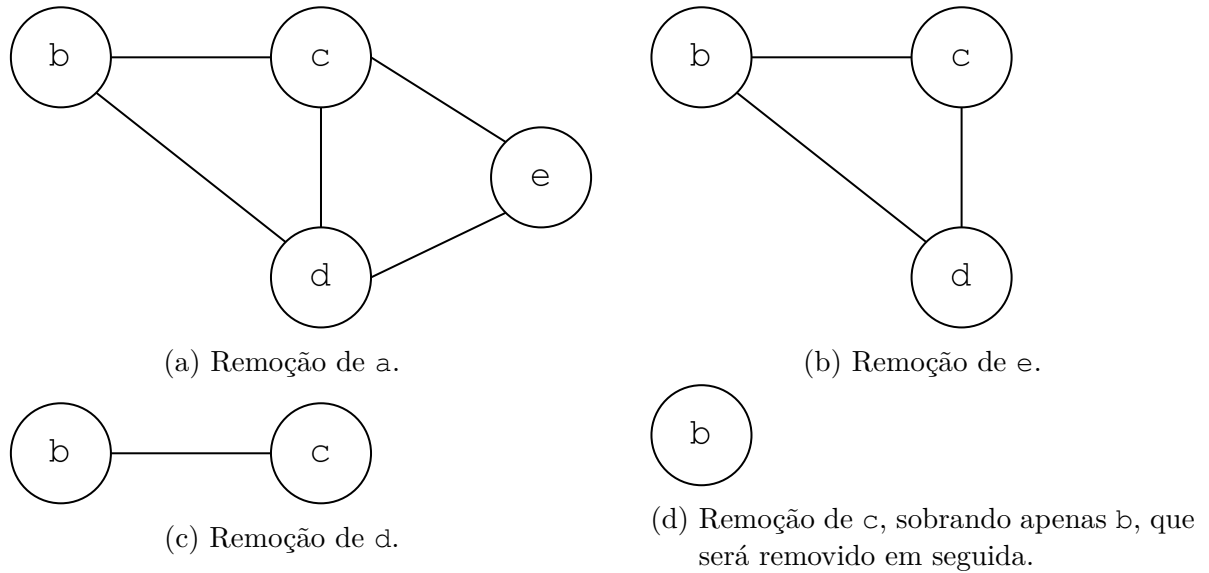 b
c
e
d
(a) Remoção de a.
b
c
d
(b) Remoção de e.
b
c
(c) Remoção de d.
b
(d) Remoção de c, sobrando apenas b, que
será removido em seguida.